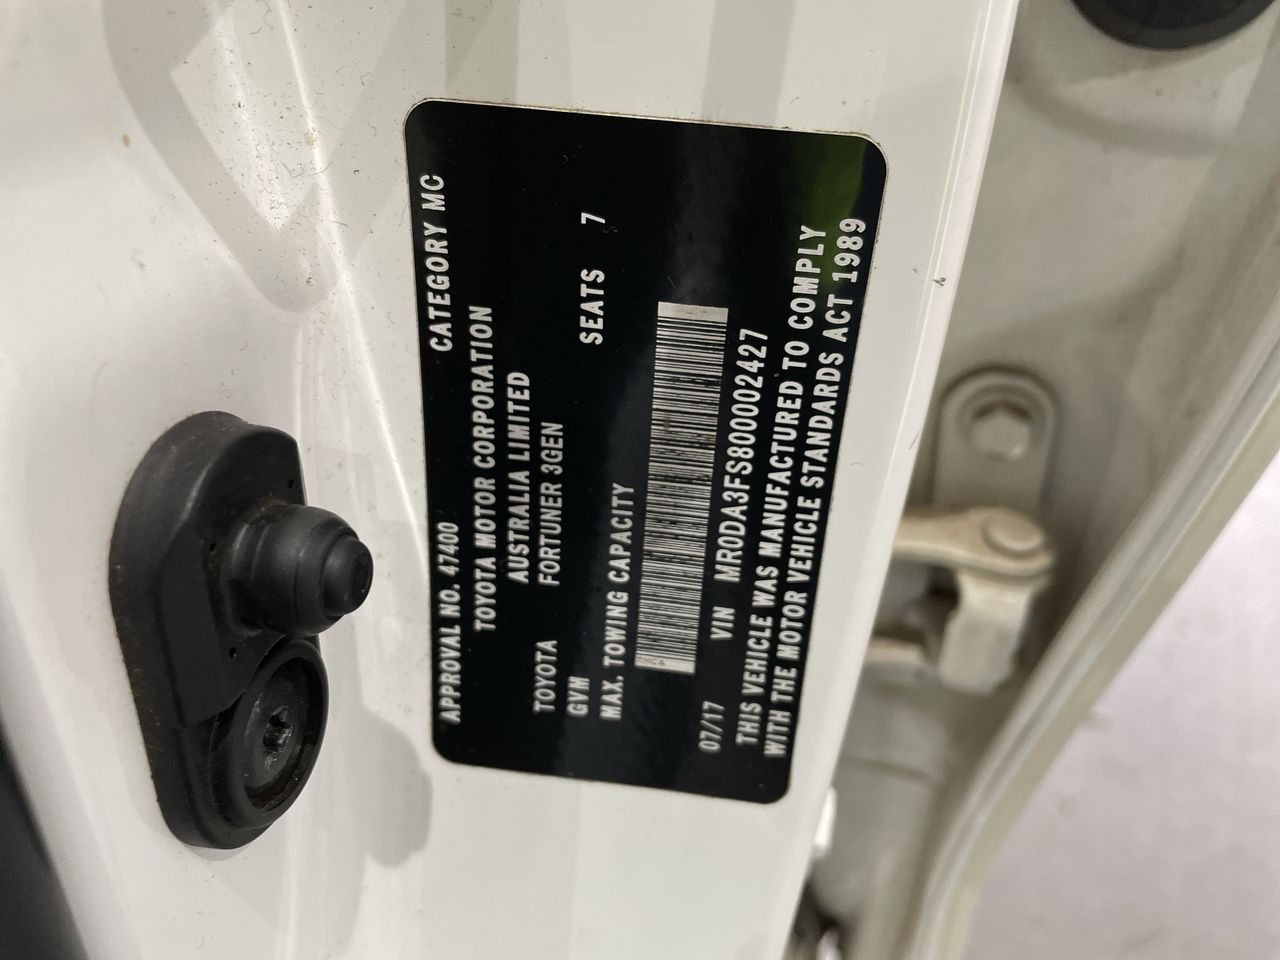 APPROVAL NO. 47400 CATEGORY MC
TOYOTA MOTOR CORPORATION
AUSTRALIA LIMITED
TOYOTA FORTUNER 3GEN
GVM SEATS 7
MAX. TOWING CAPACITY
07/17 VIN MR0DA3FS800002427
THIS VEHICLE WAS MANUFACTURED TO COMPLY
WITH THE MOTOR VEHICLE STANDARDS ACT 1989